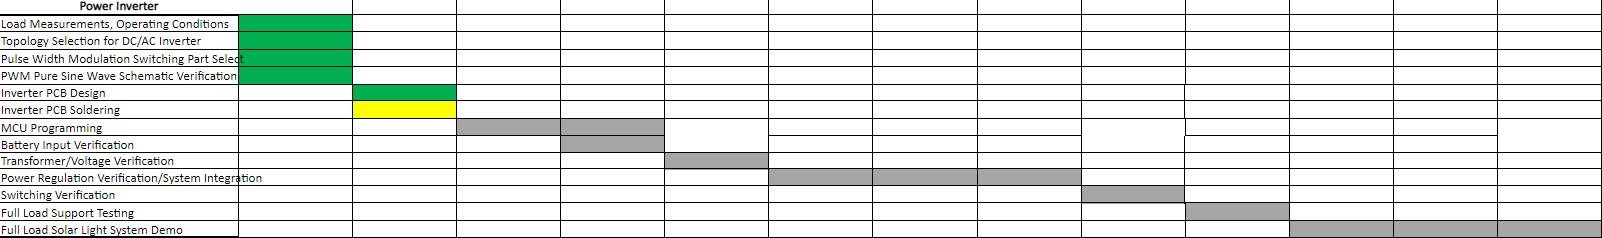 Power Inverter
Load Measurements, Operating Conditions
Topology Selection for DC/AC Inverter
Pulse Width Modulation Switching Part Select
PWM Pure Sine Wave Schematic Verification
Inverter PCB Design
Inverter PCB Soldering
MCU Programming
Battery Input Verification
Transformer/Voltage Verification
Power Regulation Verification/System Integration
Switching Verification
Full Load Support Testing
Full Load Solar Light System Demo